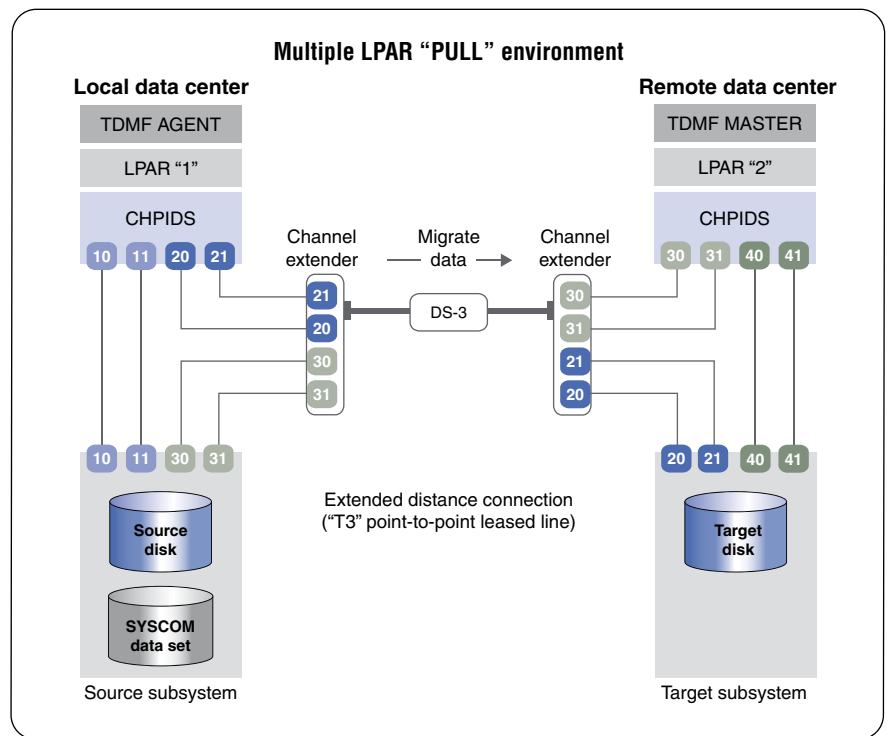 Multiple LPAR “PULL” environment
Local data center
Remote data center
TDMF AGENT
TDMF MASTER
LPAR “1”
LPAR “2”
CHPIDS
CHPIDS
10 11 20 21
30 31 40 41
Channel
extender
Migrate
data
Channel
extender
21
20
30
31
DS-3
30
31
21
20
10 11 30 31
20 21 40 41
Source
disk
SYSCOM
data set
Extended distance connection
(“T3” point-to-point leased line)
Target
disk
Source subsystem
Target subsystem